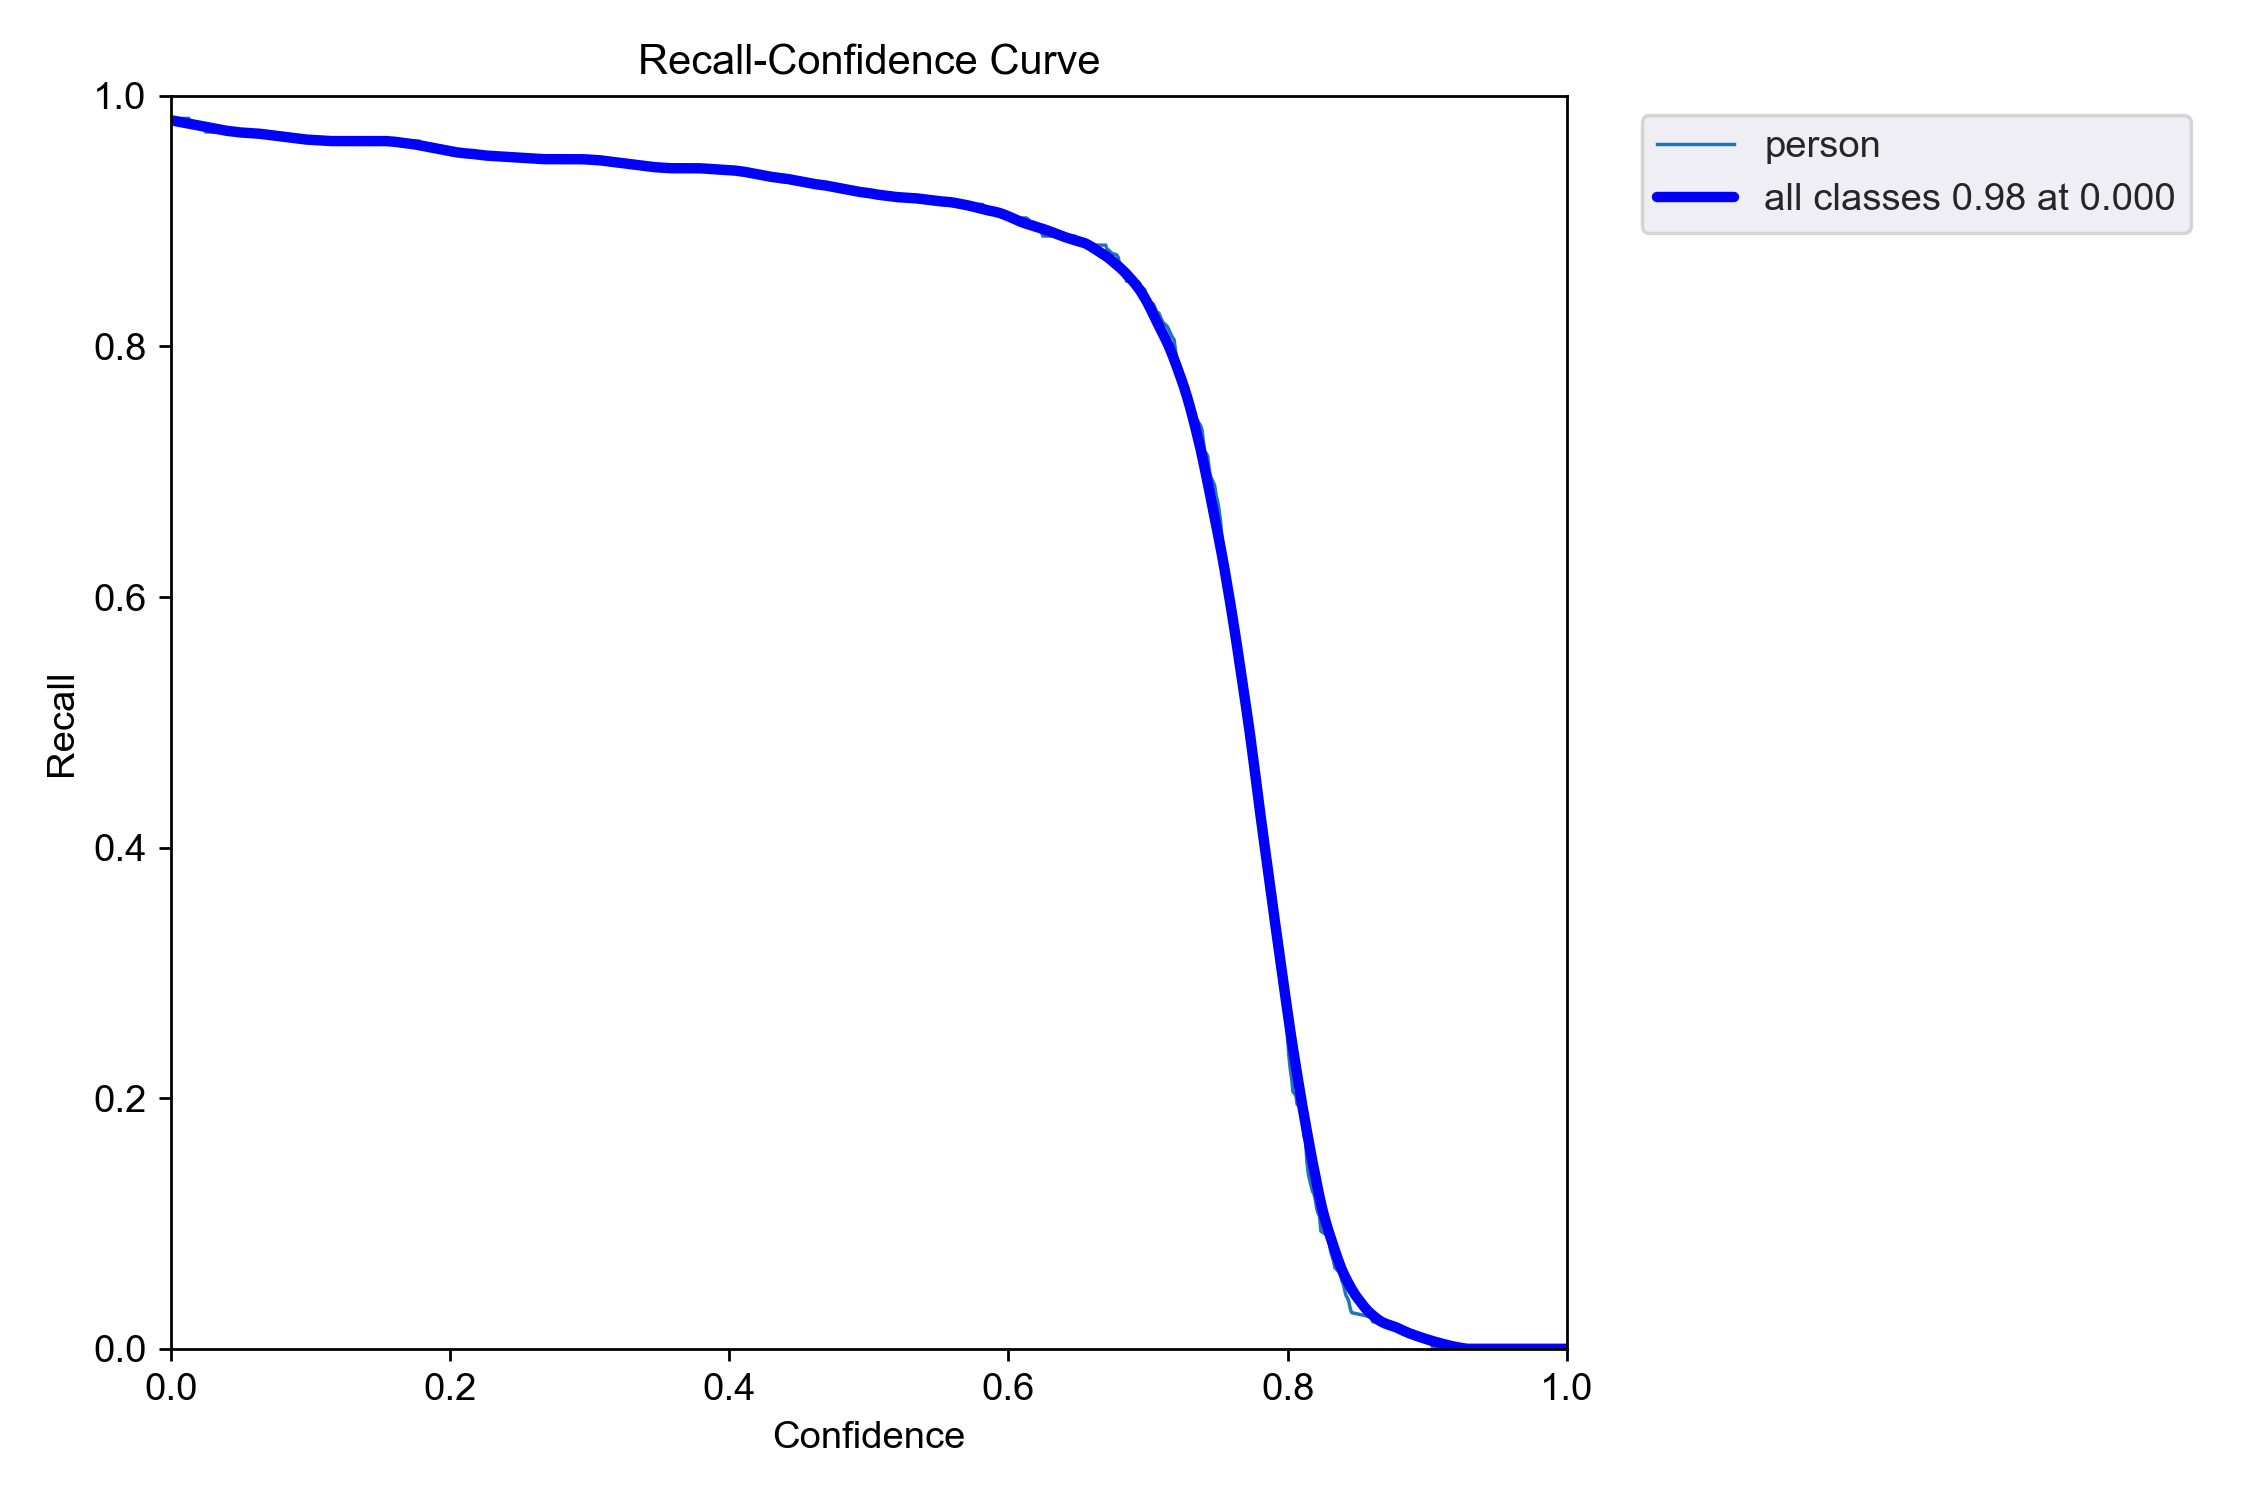 Recall-Confidence Curve
1.0
0.8
0.6
0.4
0.2
0.0
Recall
0.0 0.2 0.4 0.6 0.8 1.0
Confidence
person
all classes 0.98 at 0.000